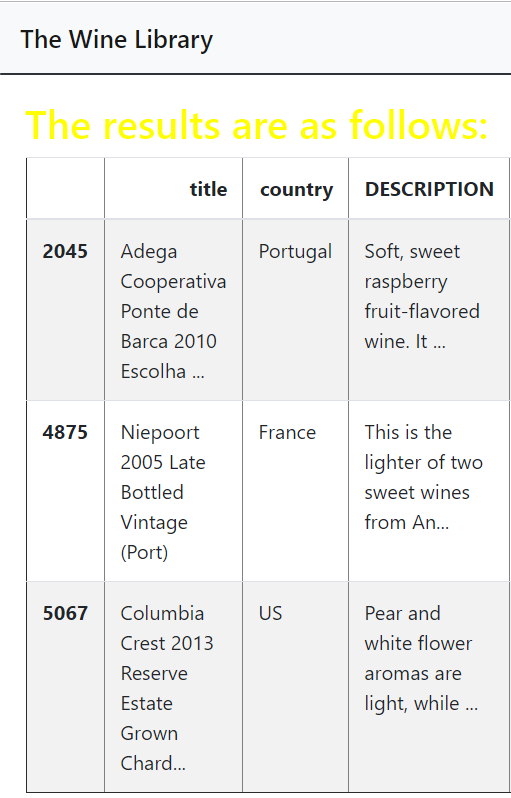 The Wine Library
The results are as follows:
title country DESCRIPTION
2045 Adega Portugal Soft, sweet
Cooperativa raspberry
Ponte de fruit-flavored
Barca 2010 wine. It ...
Escolha ...
4875 Niepoort France This is the
2005 Late lighter of two
Bottled sweet wines
Vintage from An...
(Port)
5067 Columbia US Pear and
Crest 2013 white flower
Reserve aromas are
Estate light, while ...
Grown
Chard...